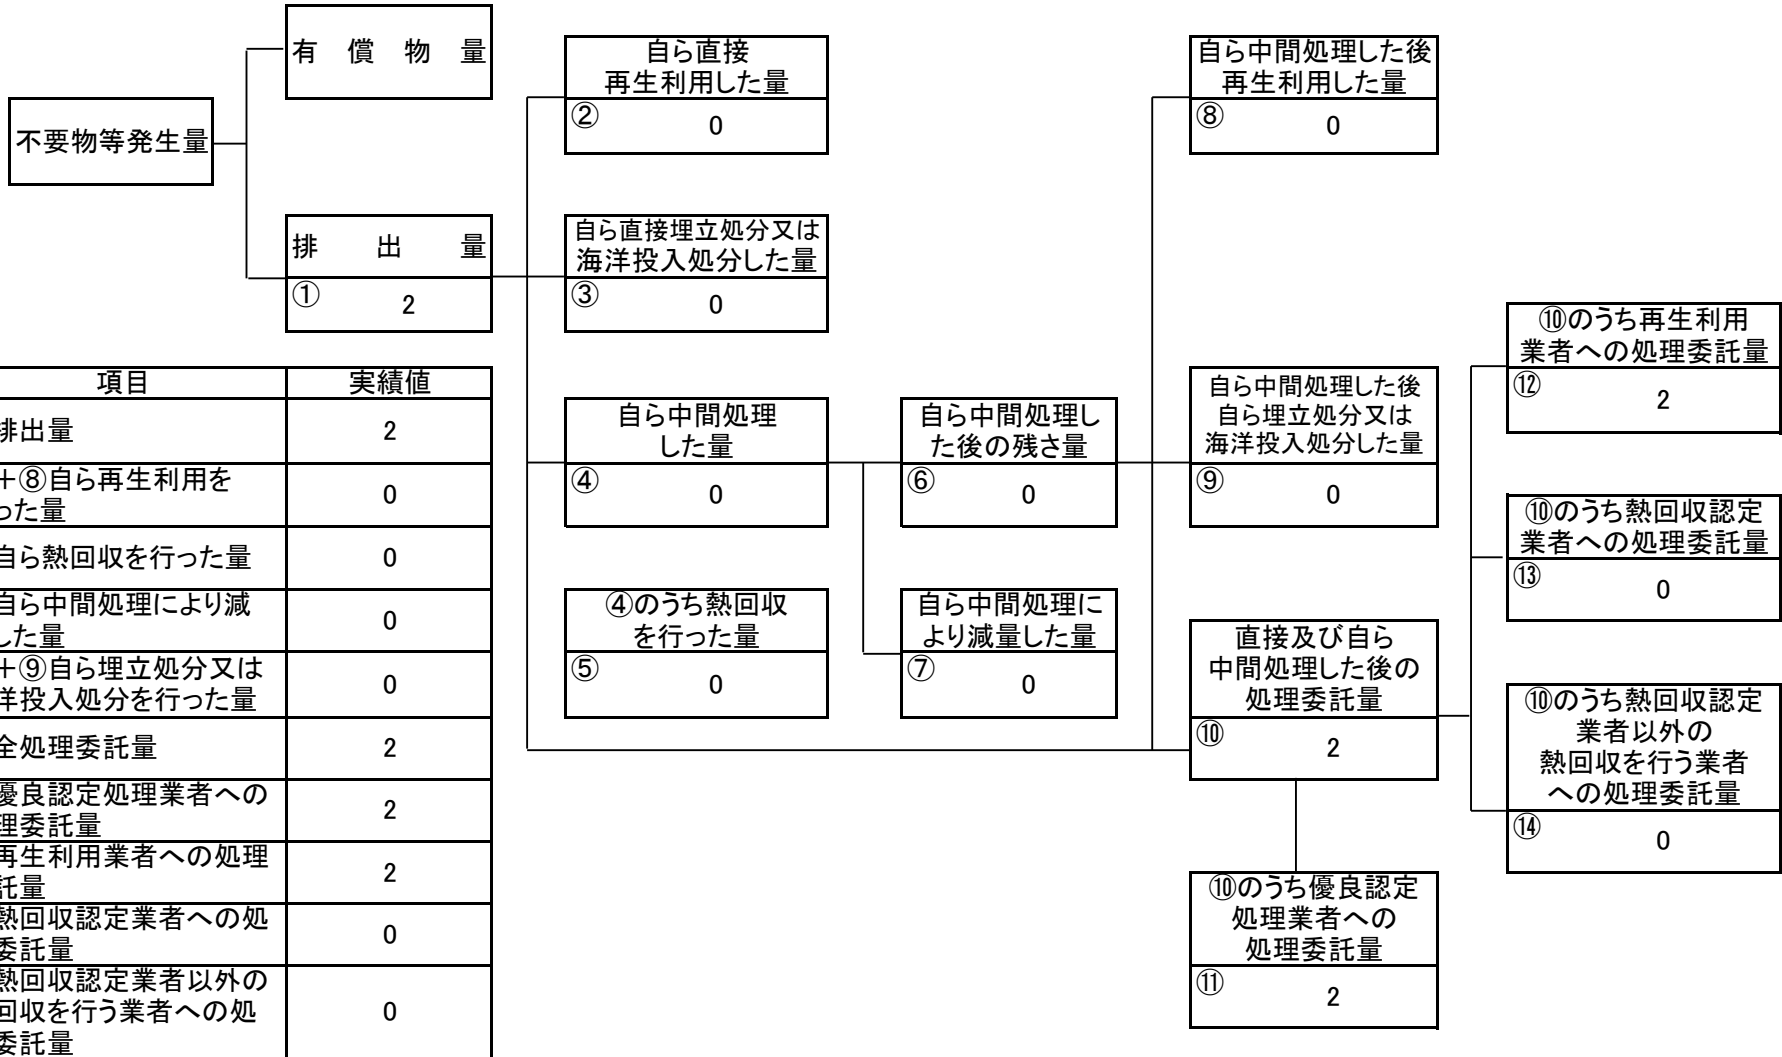 有 償 物 量
不要物等発生量
排 出 量
① 2
自ら直接
再生利用した量
② 0
自ら直接埋立処分又は
海洋投入処分した量
③ 0
自ら中間処理
した量
④ 0
④のうち熱回収
を行った量
⑤ 0
自ら中間処理し
た後の残さ量
⑥ 0
自ら中間処理に
より減量した量
⑦ 0
自ら中間処理した後
再生利用した量
⑧ 0
自ら中間処理した後
自ら埋立処分又は
海洋投入処分した量
⑨ 0
直接及び自ら
中間処理した後の
処理委託量
⑩ 2
⑩のうち優良認定
処理業者への
処理委託量
⑪ 2
⑩のうち再生利用
業者への処理委託量
⑫ 2
⑩のうち熱回収認定
業者への処理委託量
⑬ 0
⑩のうち熱回収認定
業者以外の
熱回収を行う業者
への処理委託量
⑭ 0
項目 実績値
排出量 2
+⑧自ら再生利用を
った量 0
自ら熱回収を行った量 0
自ら中間処理により減
した量 0
+⑨自ら埋立処分又は
洋投入処分を行った量 0
全処理委託量 2
優良認定処理業者への
理委託量 2
再生利用業者への処理
託量 2
熱回収認定業者への処
委託量 0
熱回収認定業者以外の
回収を行う業者への処
委託量 0